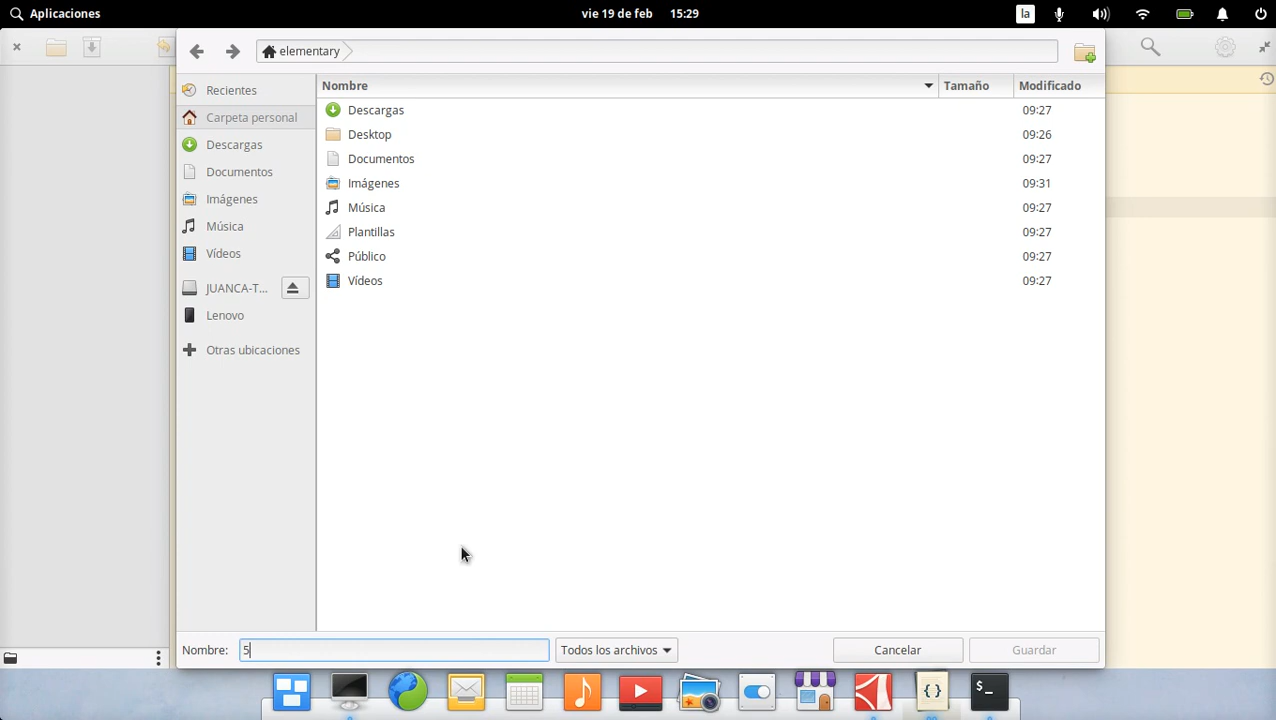 Aplicaciones
vie 19 de feb 15:29
la
elementary
Recientes
Carpeta personal
Descargas
Documentos
Imágenes
Música
Vídeos
JUANCA-T...
Lenovo
Otras ubicaciones
Nombre Tamaño Modificado
Descargas 09:27
Desktop 09:26
Documentos 09:27
Imágenes 09:31
Música 09:27
Plantillas 09:27
Público 09:27
Vídeos 09:27
Nombre: 5 Todos los archivos Cancelar Guardar